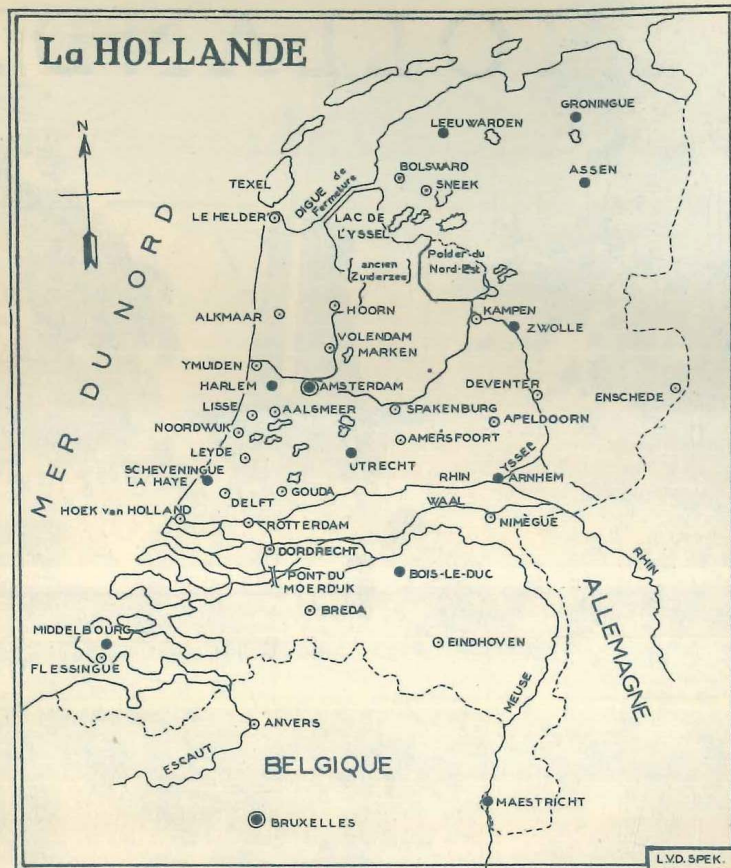 La HOLLANDE
N
GRONINGUE
LEEUWARDEN
BOLSWARD
SNEEK
ASSEN
TEXEL
DIGUE de
Fermeture
LE HELDER
LAC DE
L'YSSEL
ancien
Zuiderzee
Polder du
Nord-Est
MER DU NORD
ALKMAAR
HOORN
KAMPEN
ZWOLLE
VOLENDAM
MARKEN
YMUIDEN
HARLEM
AMSTERDAM
DEVENTER
ENSCHEDE
LISSE
AALSMEER
SPAKENBURG
APELDOORN
NOORDWIJK
AMERSFOORT
LEYDE
UTRECHT
YSSEL
SCHEVENINGUE
LA HAYE
RHIN
ARNHEM
DELFT
GOUDA
WAAL
HOEK van HOLLAND
ROTTERDAM
NIMÈGUE
RHIN
DORDRECHT
PONT DU
MOERDIJK
BOIS-LE-DUC
ALLEMAGNE
BREDA
MIDDELBOURG
FLESSINGUE
EINDHOVEN
MEUSE
ANVERS
ESCAUT
BELGIQUE
MAESTRICHT
BRUXELLES
L.V.D. SPEK.